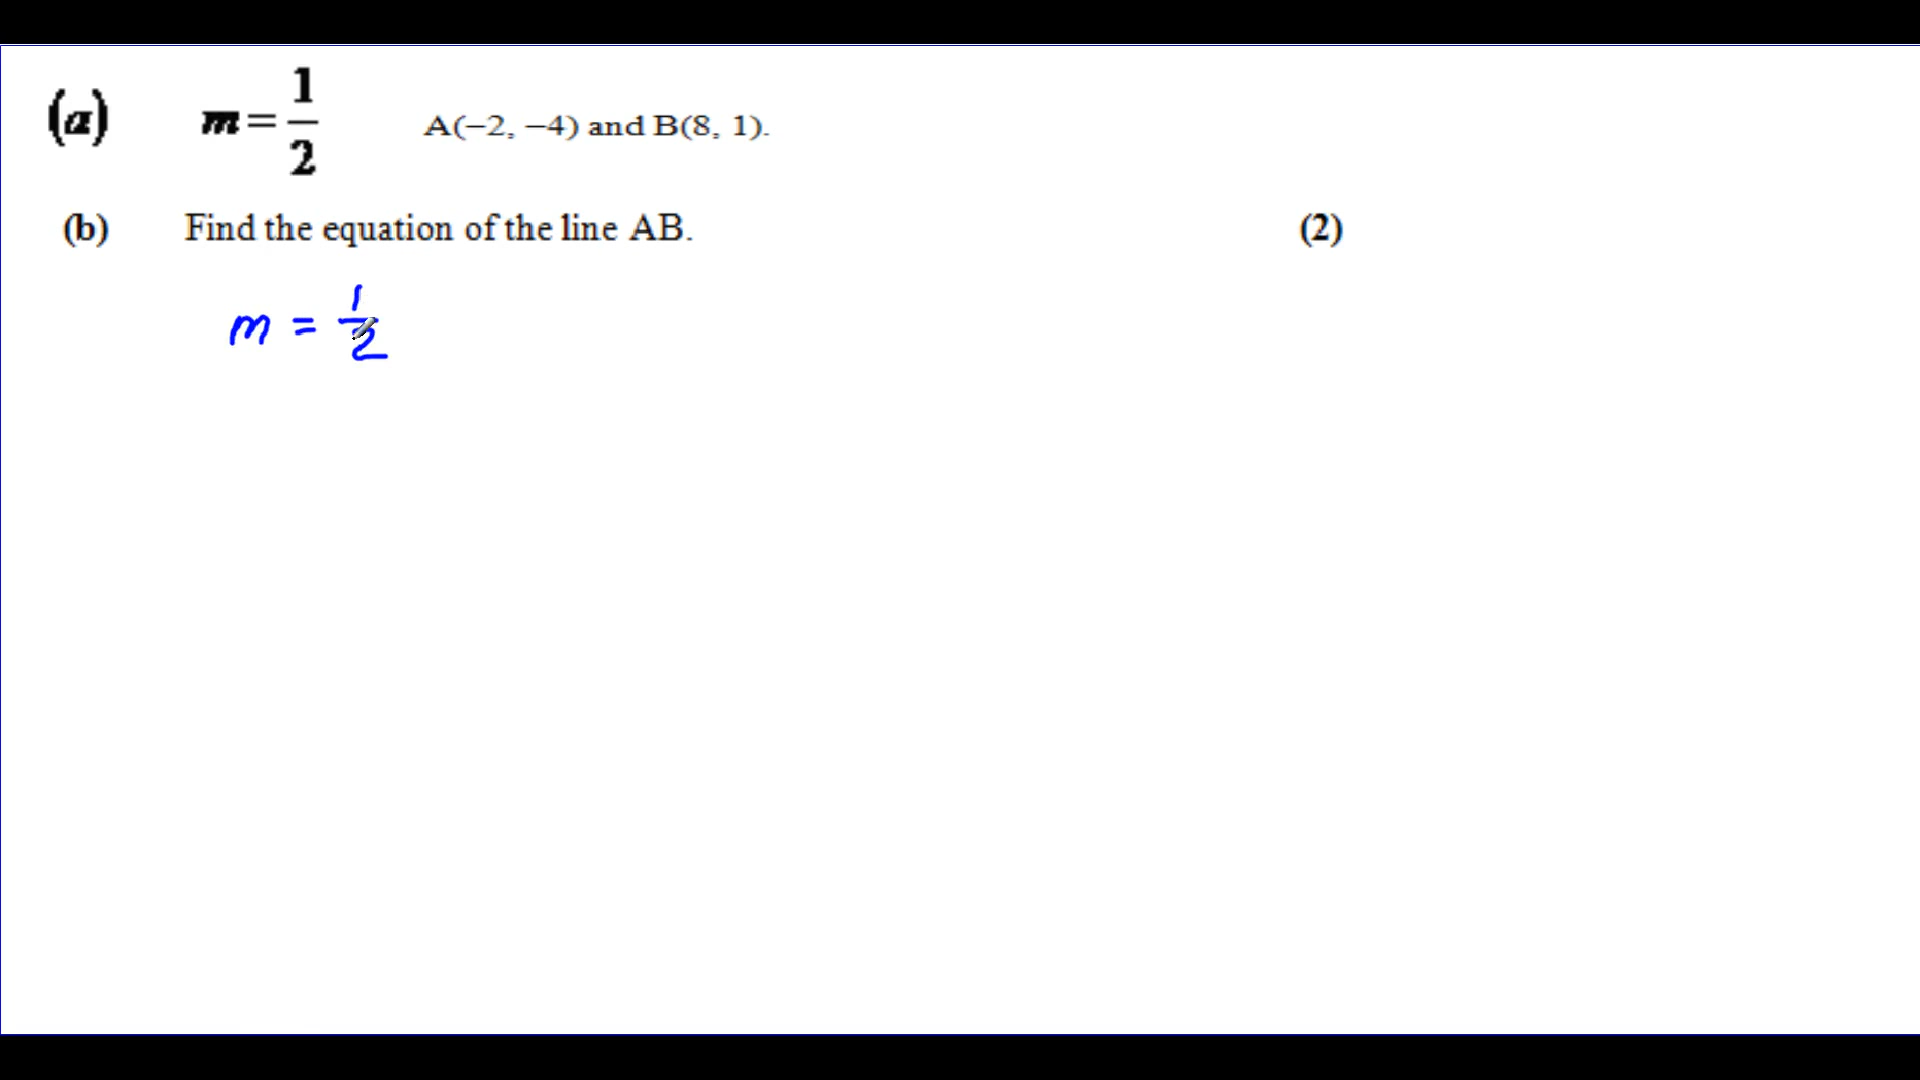 (a) m = 1/2 A(−2, −4) and B(8, 1).
(b) Find the equation of the line AB. (2)
m = 1/2